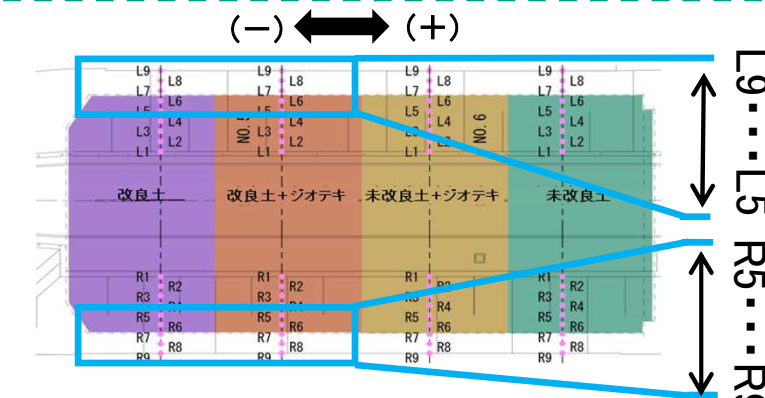 (－) (＋)
L9 L9 L9 L9
L8 L8 L8 L8
L7 L7 L7 L7
L6 L6 L6 L6
L5 L5 L5 L5
L4 L4 L4 L4
L3 L3 L3 L3
L2 L2 L2 L2
L1 L1 L1 L1
NO. 6
改良土 改良土＋ジオテキ 未改良土＋ジオテキ 未改良土
R1 R1 R1 R1
R2 R2 R2 R2
R3 R3 R3 R3
R4 R4 R4 R4
R5 R5 R5 R5
R6 R6 R6 R6
R7 R7 R7 R7
R8 R8 R8 R8
R9 R9 R9 R9
L9・・・L5
R5・・・R9